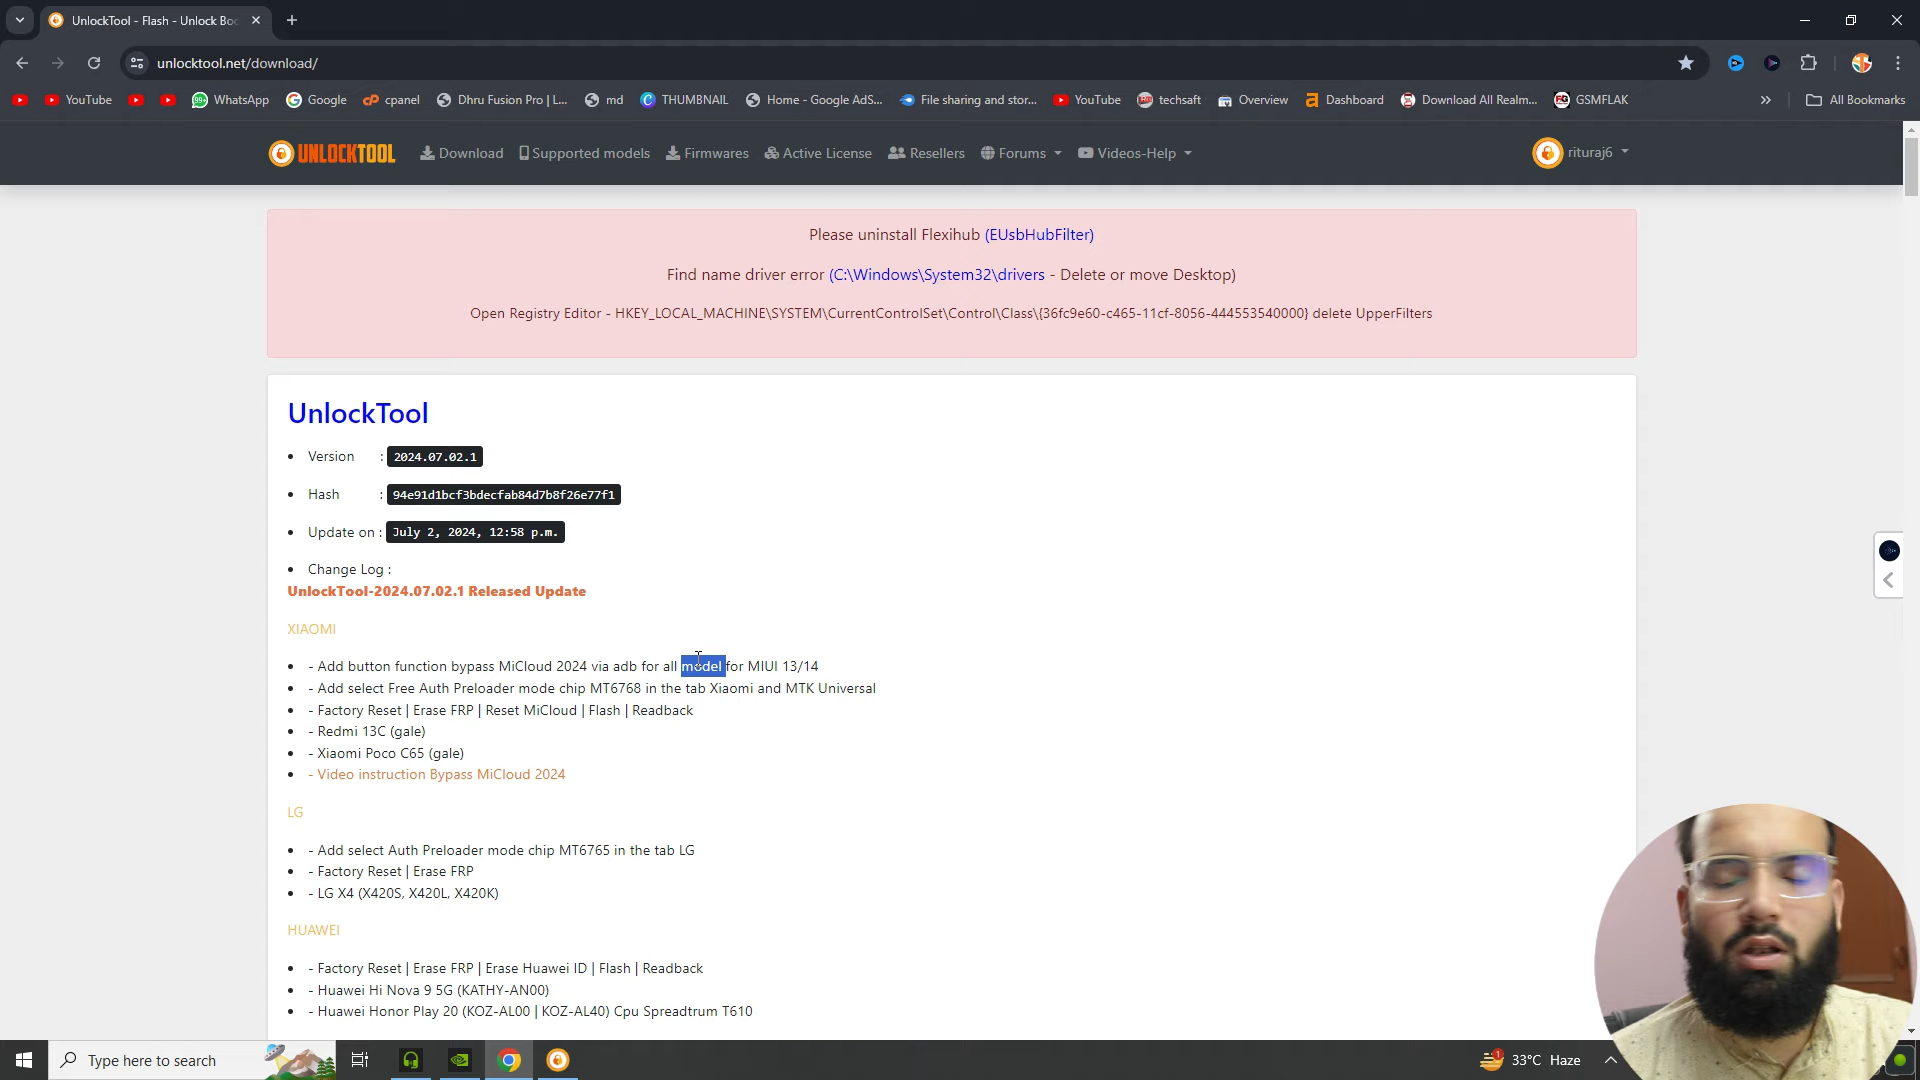 UnlockTool - Flash - Unlock Boo
unlocktool.net/download/
YouTube
WhatsApp
Google
cpanel
Dhru Fusion Pro | L...
md
THUMBNAIL
Home - Google AdS...
File sharing and stor...
YouTube
techsaft
Overview
Dashboard
Download All Realm...
GSMFLAK
All Bookmarks
UNLOCKTOOL
Download
Supported models
Firmwares
Active License
Resellers
Forums
Videos-Help
rituraj6
Please uninstall Flexihub (EUsbHubFilter)
Find name driver error (C:\Windows\System32\drivers - Delete or move Desktop)
Open Registry Editor - HKEY_LOCAL_MACHINE\SYSTEM\CurrentControlSet\Control\Class\{36fc9e60-c465-11cf-8056-444553540000} delete UpperFilters
UnlockTool
Version : 2024.07.02.1
Hash : 94e91d1bcf3bdecfab84d7b8f26e77f1
Update on : July 2, 2024, 12:58 p.m.
Change Log :
UnlockTool-2024.07.02.1 Released Update
XIAOMI
- Add button function bypass MiCloud 2024 via adb for all model for MIUI 13/14
- Add select Free Auth Preloader mode chip MT6768 in the tab Xiaomi and MTK Universal
- Factory Reset | Erase FRP | Reset MiCloud | Flash | Readback
- Redmi 13C (gale)
- Xiaomi Poco C65 (gale)
- Video instruction Bypass MiCloud 2024
LG
- Add select Auth Preloader mode chip MT6765 in the tab LG
- Factory Reset | Erase FRP
- LG X4 (X420S, X420L, X420K)
HUAWEI
- Factory Reset | Erase FRP | Erase Huawei ID | Flash | Readback
- Huawei Hi Nova 9 5G (KATHY-AN00)
- Huawei Honor Play 20 (KOZ-AL00 | KOZ-AL40) Cpu Spreadtrum T610
Type here to search
33°C Haze